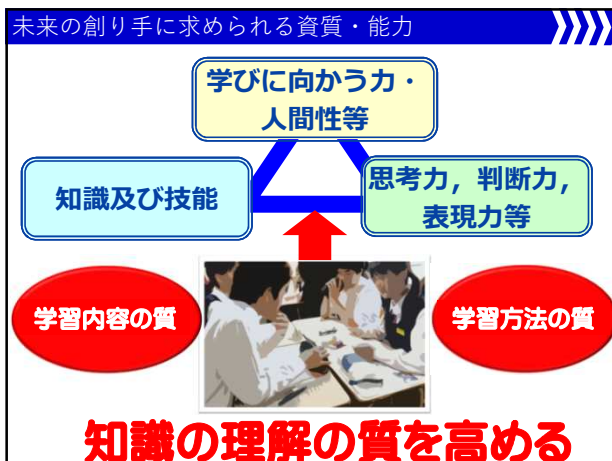 未来の創り手に求められる資質・能力
学びに向かう力・
人間性等
知識及び技能
思考力，判断力，
表現力等
学習内容の質
学習方法の質
知識の理解の質を高める